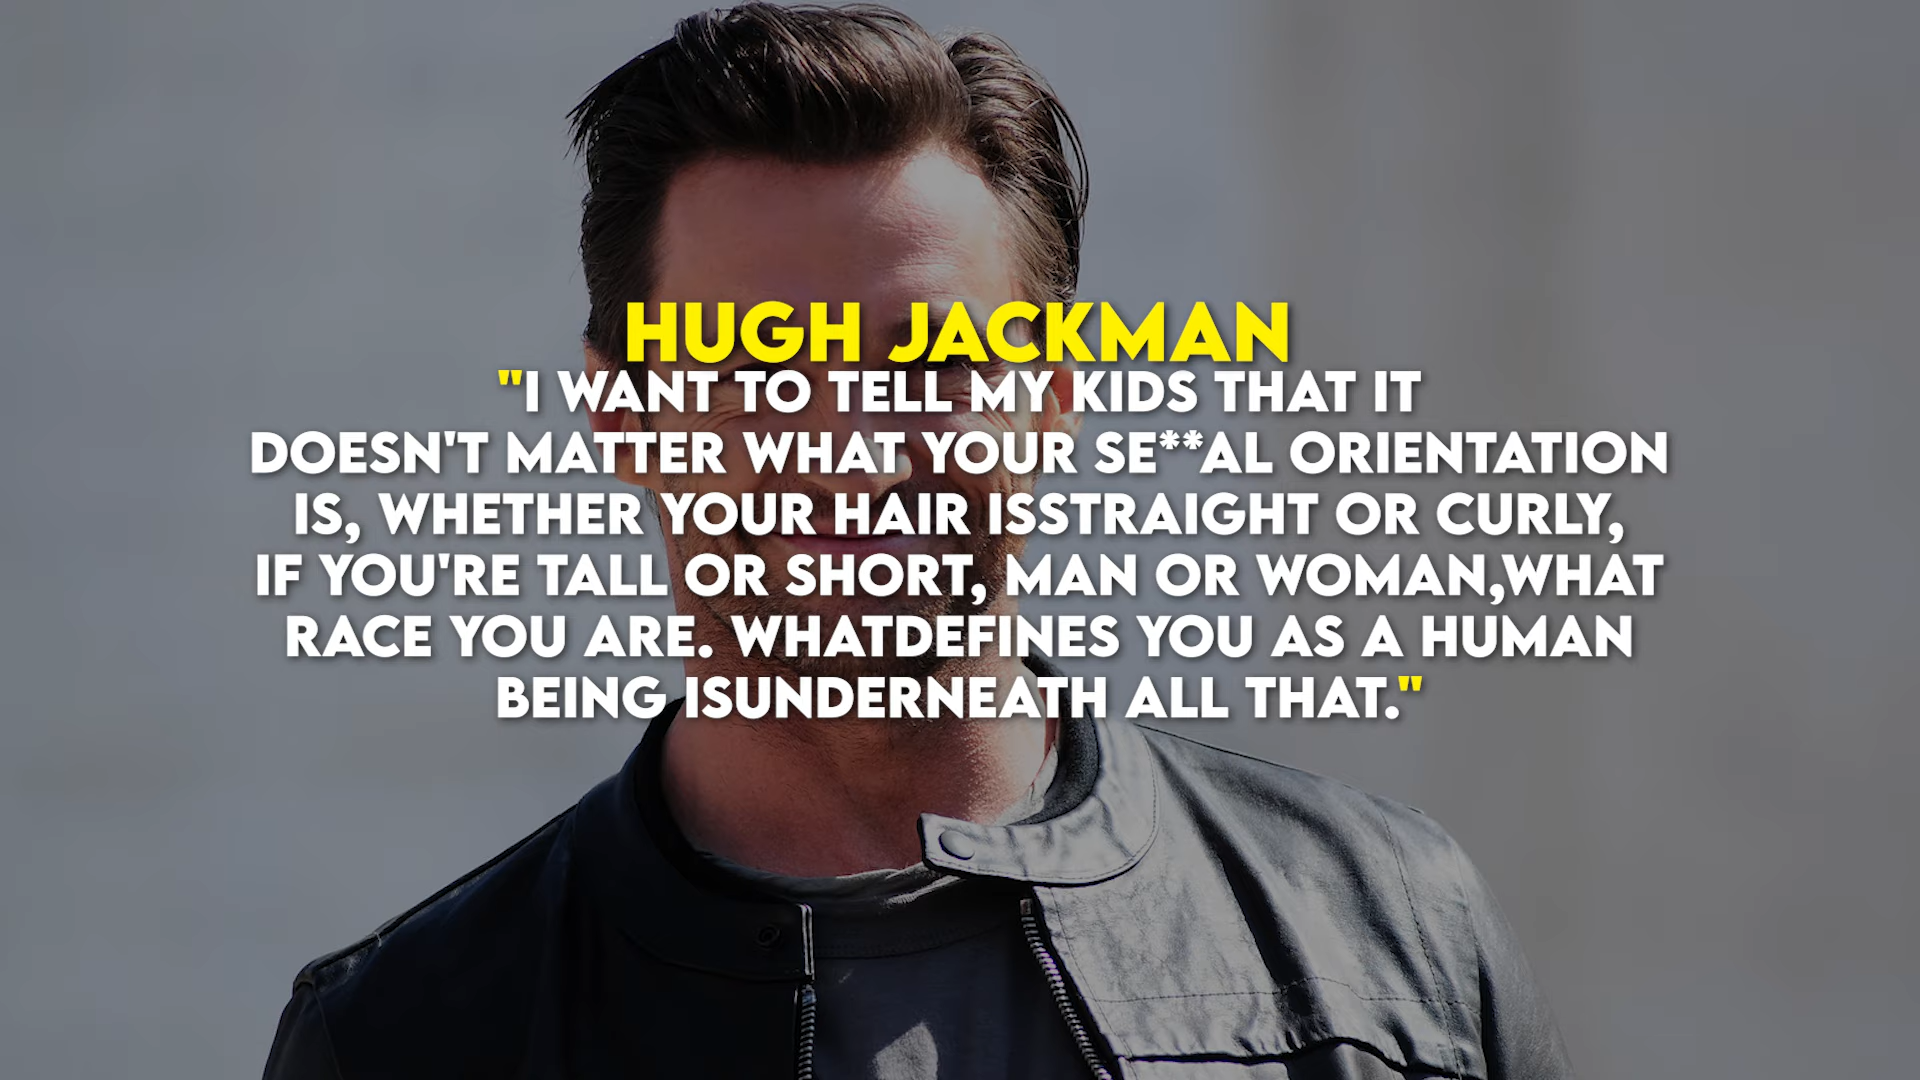 HUGH JACKMAN
"I WANT TO TELL MY KIDS THAT IT
DOESN'T MATTER WHAT YOUR SE**AL ORIENTATION
IS, WHETHER YOUR HAIR ISSTRAIGHT OR CURLY,
IF YOU'RE TALL OR SHORT, MAN OR WOMAN,WHAT
RACE YOU ARE. WHATDEFINES YOU AS A HUMAN
BEING ISUNDERNEATH ALL THAT."